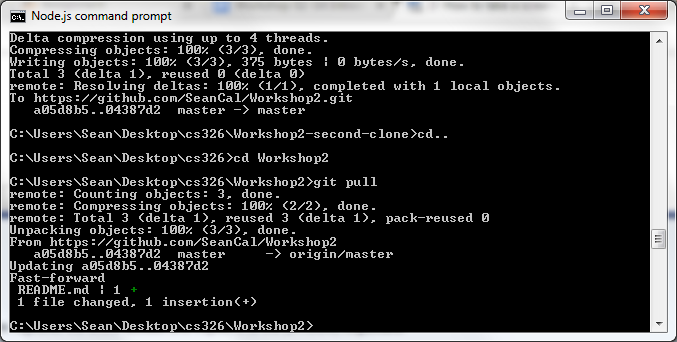 Node.js command prompt
Delta compression using up to 4 threads.
Compressing objects: 100% (3/3), done.
Writing objects: 100% (3/3), 375 bytes | 0 bytes/s, done.
Total 3 (delta 1), reused 0 (delta 0)
remote: Resolving deltas: 100% (1/1), completed with 1 local objects.
To https://github.com/SeanCal/Workshop2.git
   a05d8b5..04387d2  master -> master
C:\Users\Sean\Desktop\cs326\Workshop2-second-clone>cd..
C:\Users\Sean\Desktop\cs326>cd Workshop2
C:\Users\Sean\Desktop\cs326\Workshop2>git pull
remote: Counting objects: 3, done.
remote: Compressing objects: 100% (2/2), done.
remote: Total 3 (delta 1), reused 3 (delta 1), pack-reused 0
Unpacking objects: 100% (3/3), done.
From https://github.com/SeanCal/Workshop2
   a05d8b5..04387d2  master     -> origin/master
Updating a05d8b5..04387d2
Fast-forward
 README.md | 1 +
 1 file changed, 1 insertion(+)
C:\Users\Sean\Desktop\cs326\Workshop2>